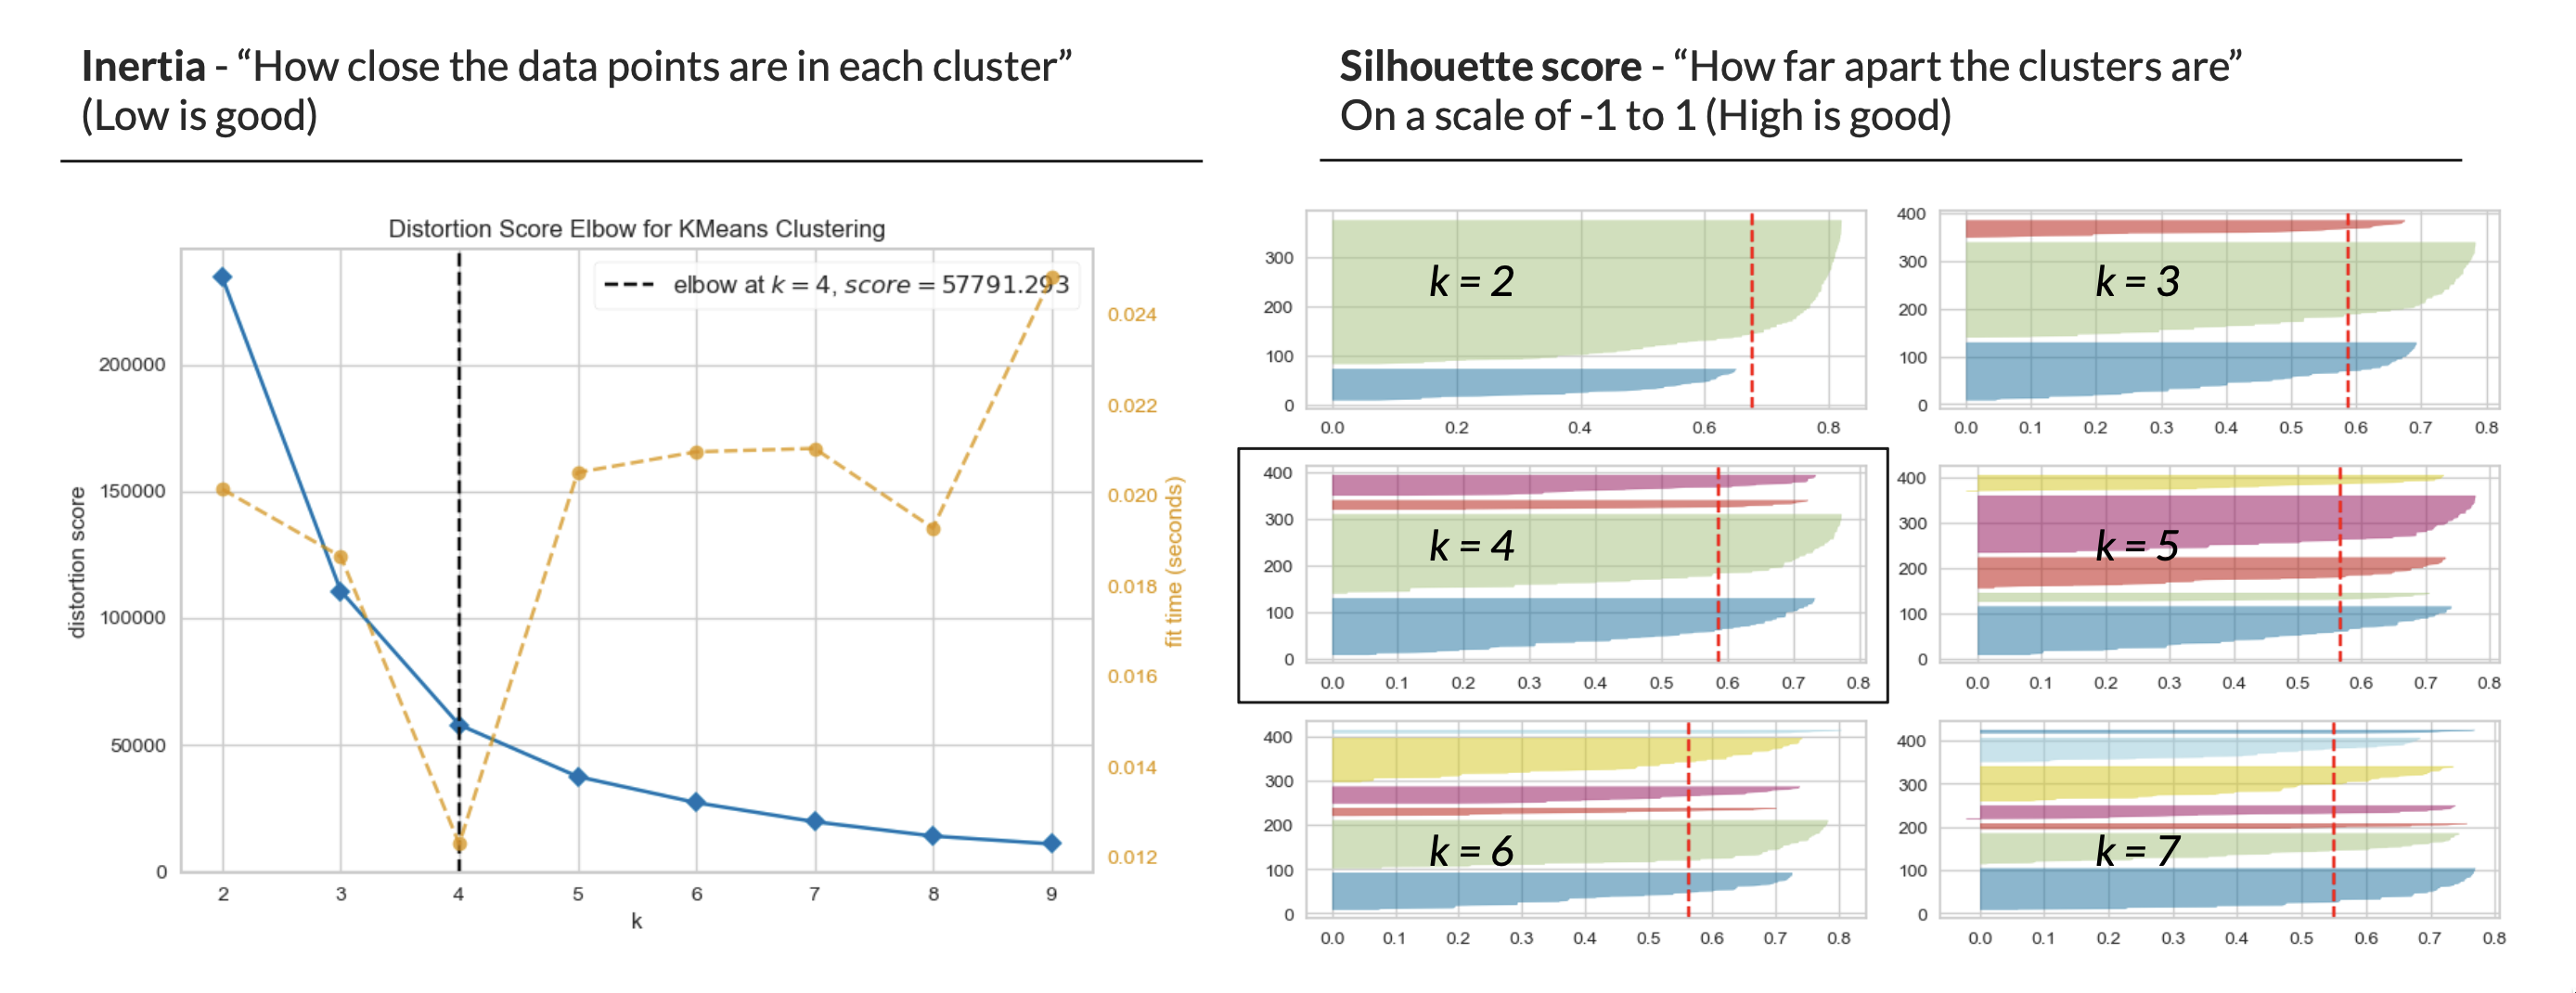 Inertia - “How close the data points are in each cluster”
(Low is good)
Silhouette score - “How far apart the clusters are”
On a scale of -1 to 1 (High is good)
Distortion Score Elbow for KMeans Clustering
elbow at k = 4, score = 57791.293
distortion score
200000
150000
100000
50000
0
2 3 4 5 6 7 8 9
k
0.024
0.022
0.020
0.018
0.016
0.014
0.012
fit time (seconds)
k = 2
300
200
100
0
0.0 0.2 0.4 0.6 0.8
k = 3
400
300
200
100
0
0.0 0.1 0.2 0.3 0.4 0.5 0.6 0.7 0.8
k = 4
400
300
200
100
0
0.0 0.1 0.2 0.3 0.4 0.5 0.6 0.7 0.8
k = 5
400
300
200
100
0
0.0 0.1 0.2 0.3 0.4 0.5 0.6 0.7 0.8
k = 6
400
300
200
100
0
0.0 0.1 0.2 0.3 0.4 0.5 0.6 0.7 0.8
k = 7
400
300
200
100
0
0.0 0.1 0.2 0.3 0.4 0.5 0.6 0.7 0.8